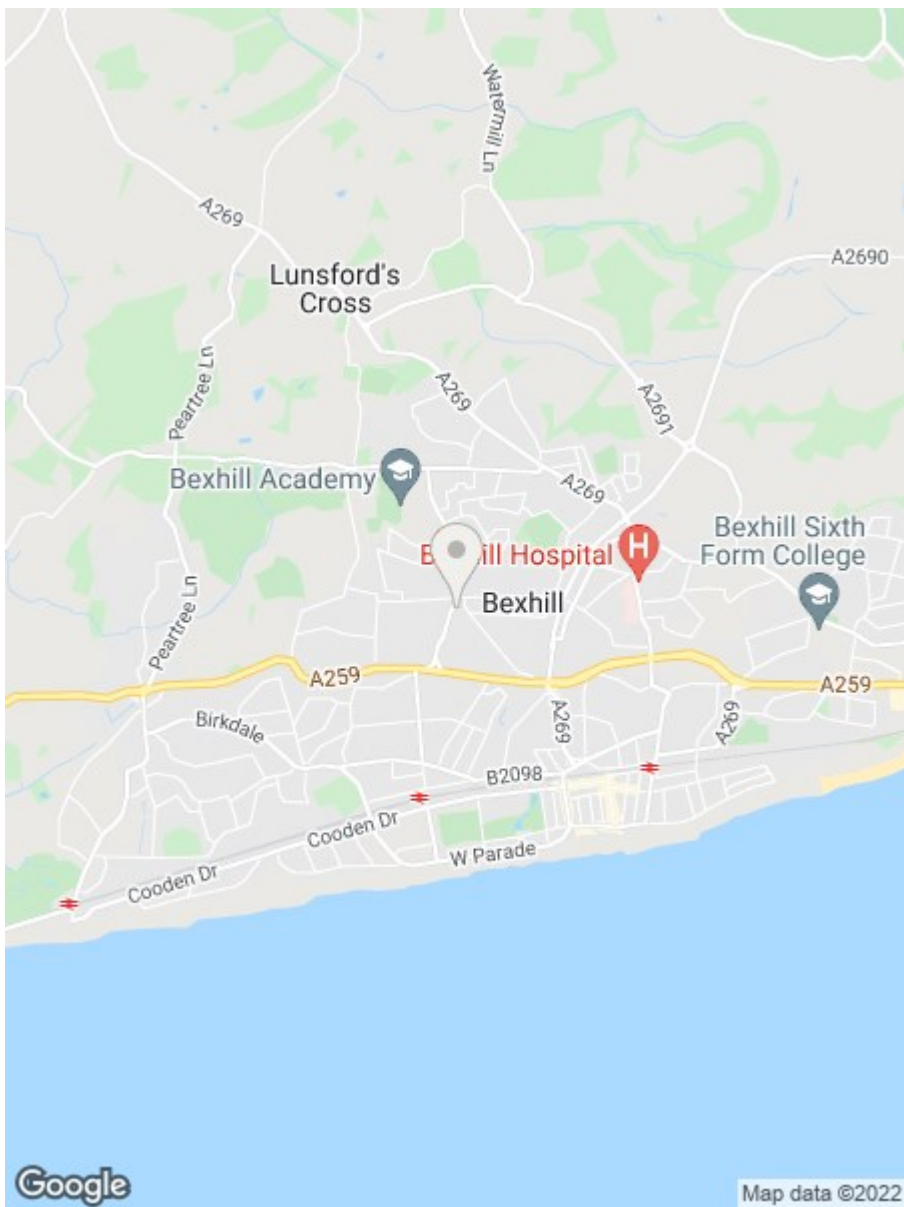 Watermill Ln
A269
A2690
Lunsford's
Cross
Peartree Ln
A269
A2691
Bexhill Academy
A269
Bexhill Sixth
Form College
B
ill Hospital
H
Bexhill
Peartree Ln
A259
A259
Birkdale
A269
A269
B2098
Cooden Dr
W Parade
Cooden Dr
Google
Map data ©2022